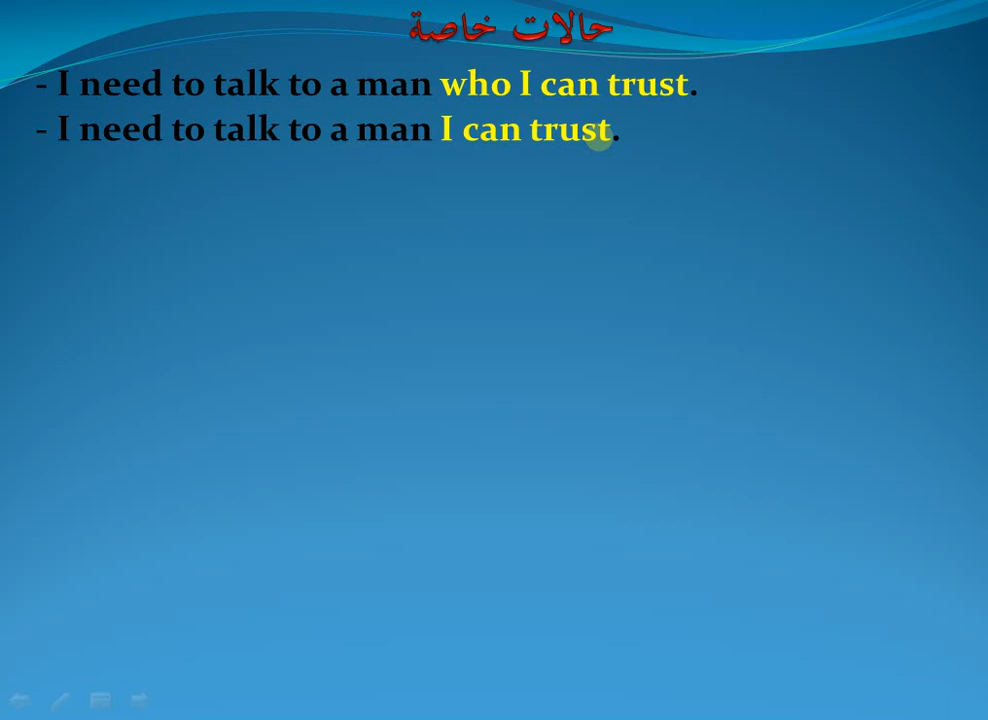 حالات خاصة
- I need to talk to a man who I can trust.
- I need to talk to a man I can trust.